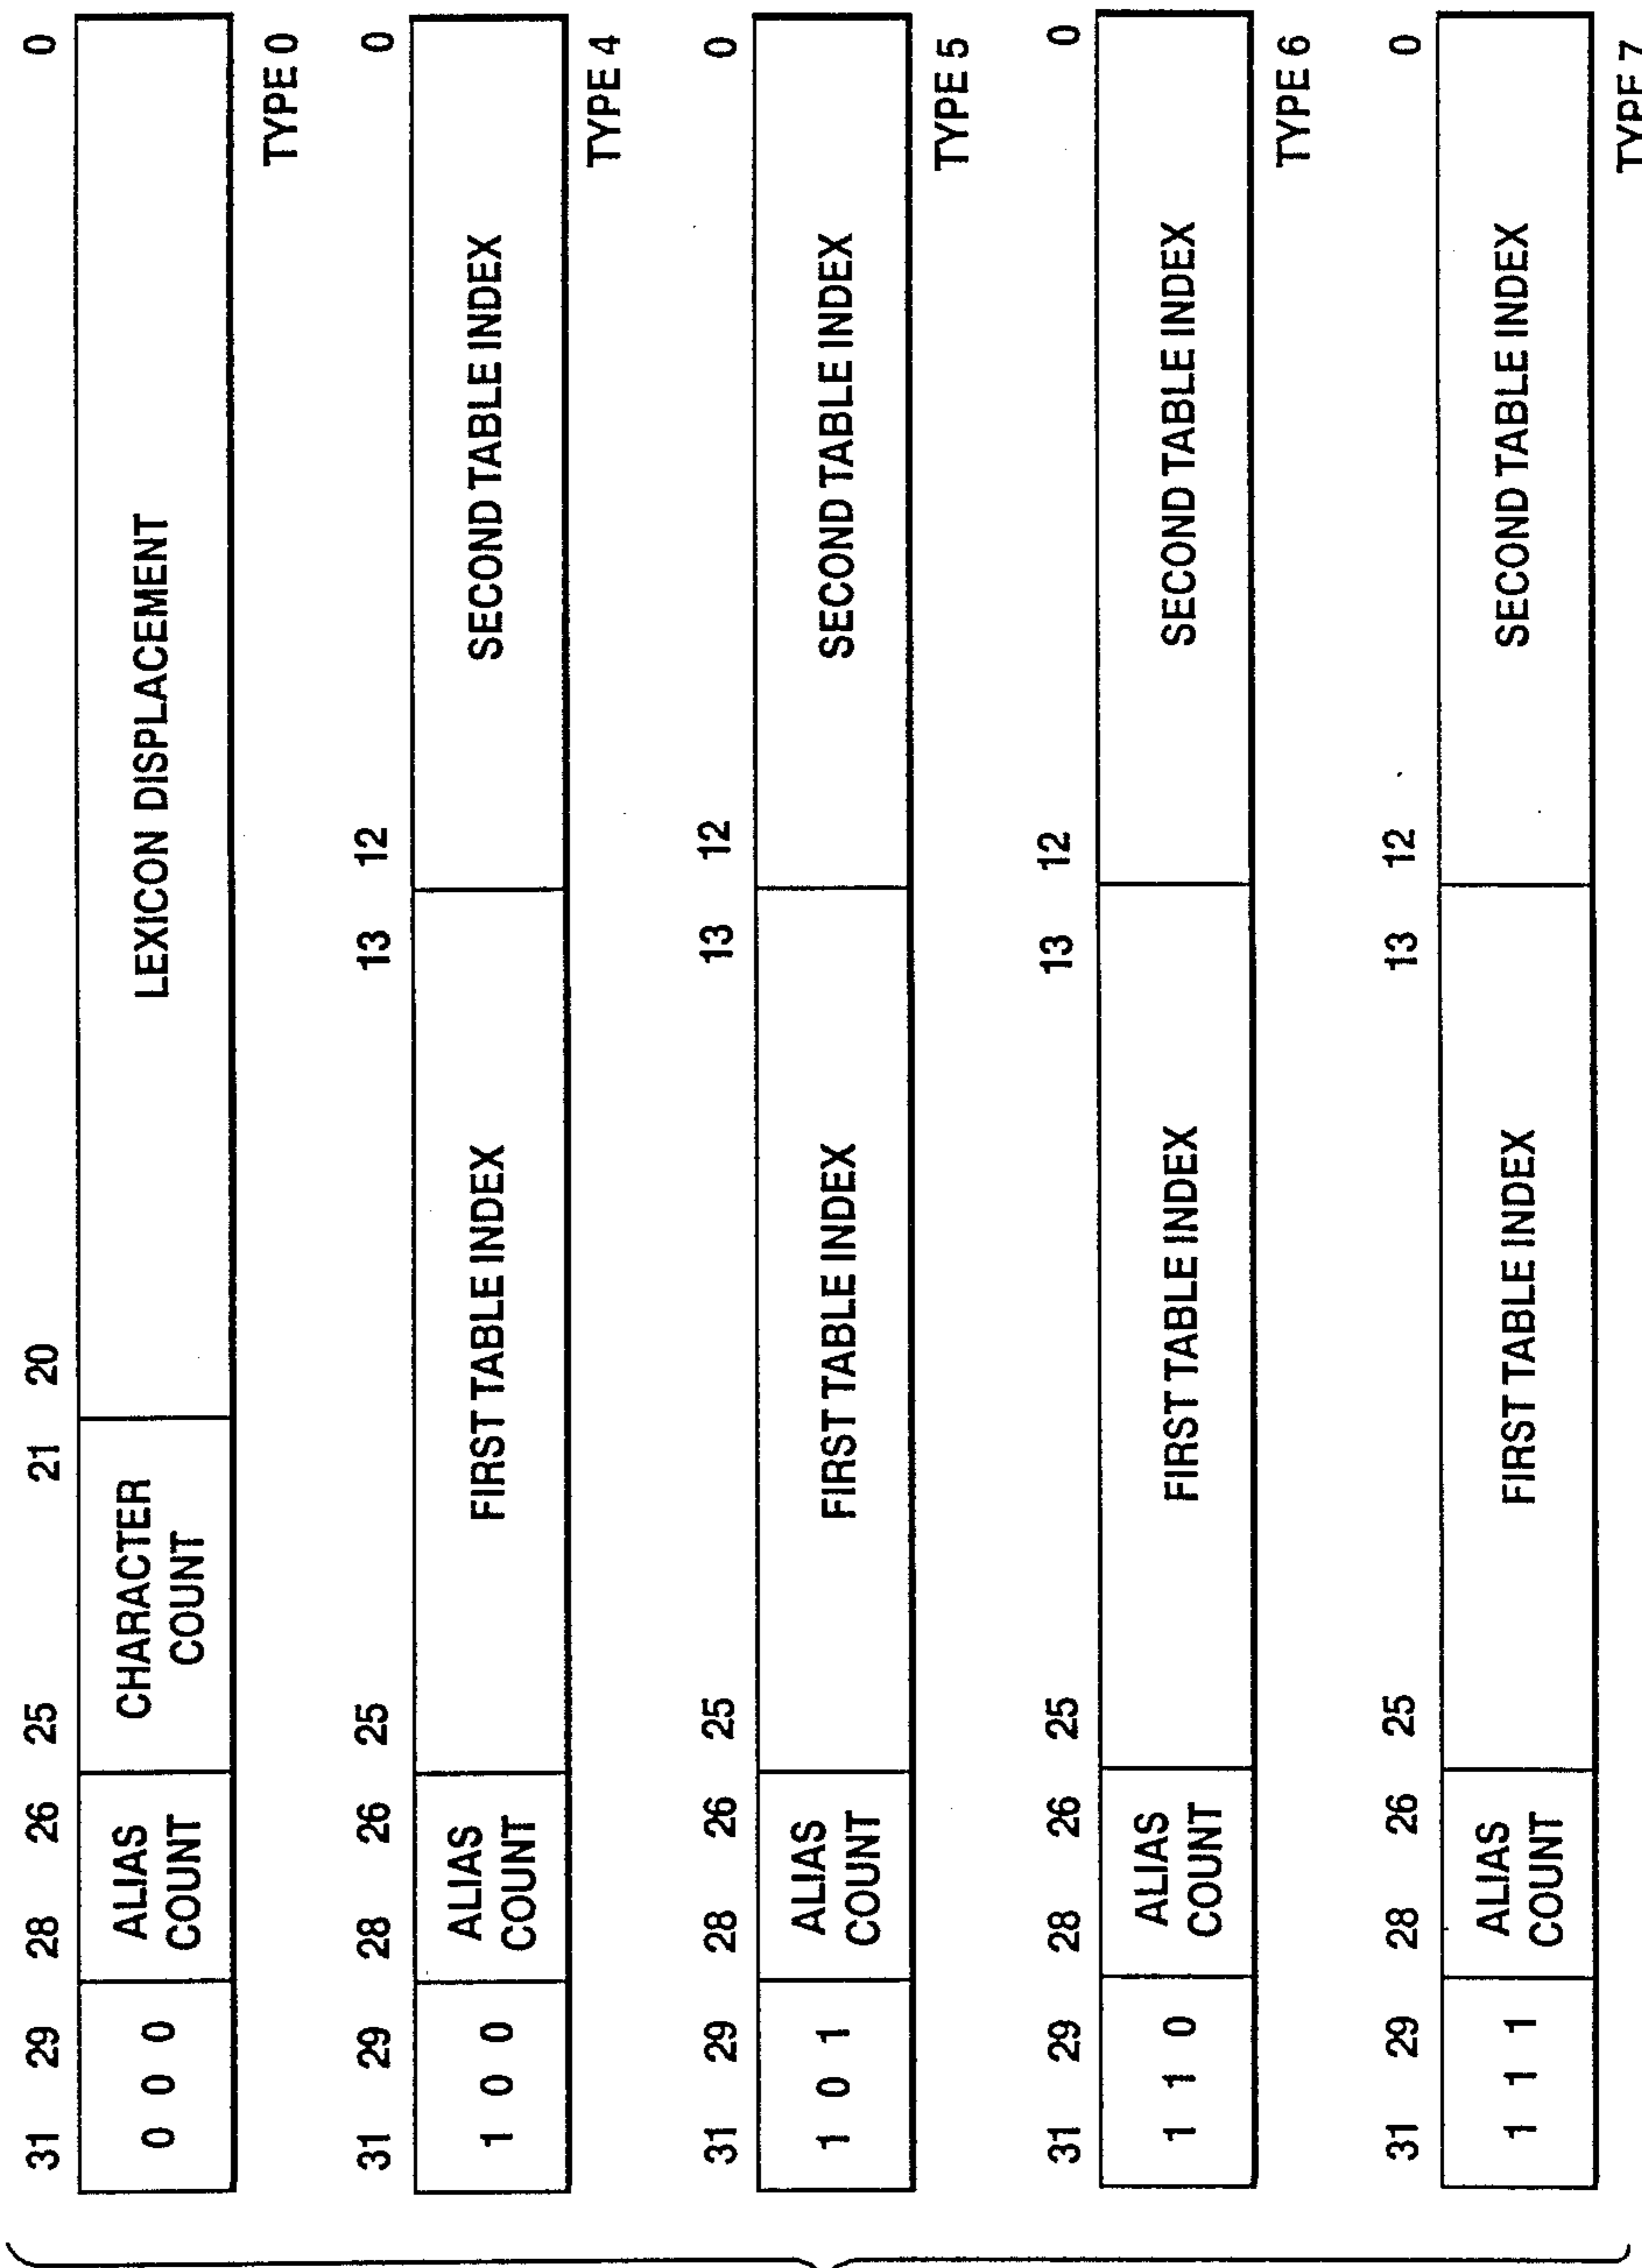 31 29 28 26 25 21 20 0
0 0 0 ALIAS COUNT CHARACTER COUNT LEXICON DISPLACEMENT
TYPE 0
31 29 28 26 25 13 12 0
1 0 0 ALIAS COUNT FIRST TABLE INDEX SECOND TABLE INDEX
TYPE 4
31 29 28 26 25 13 12 0
1 0 1 ALIAS COUNT FIRST TABLE INDEX SECOND TABLE INDEX
TYPE 5
31 29 28 26 25 13 12 0
1 1 0 ALIAS COUNT FIRST TABLE INDEX SECOND TABLE INDEX
TYPE 6
31 29 28 26 25 13 12 0
1 1 1 ALIAS COUNT FIRST TABLE INDEX SECOND TABLE INDEX
TYPE 7